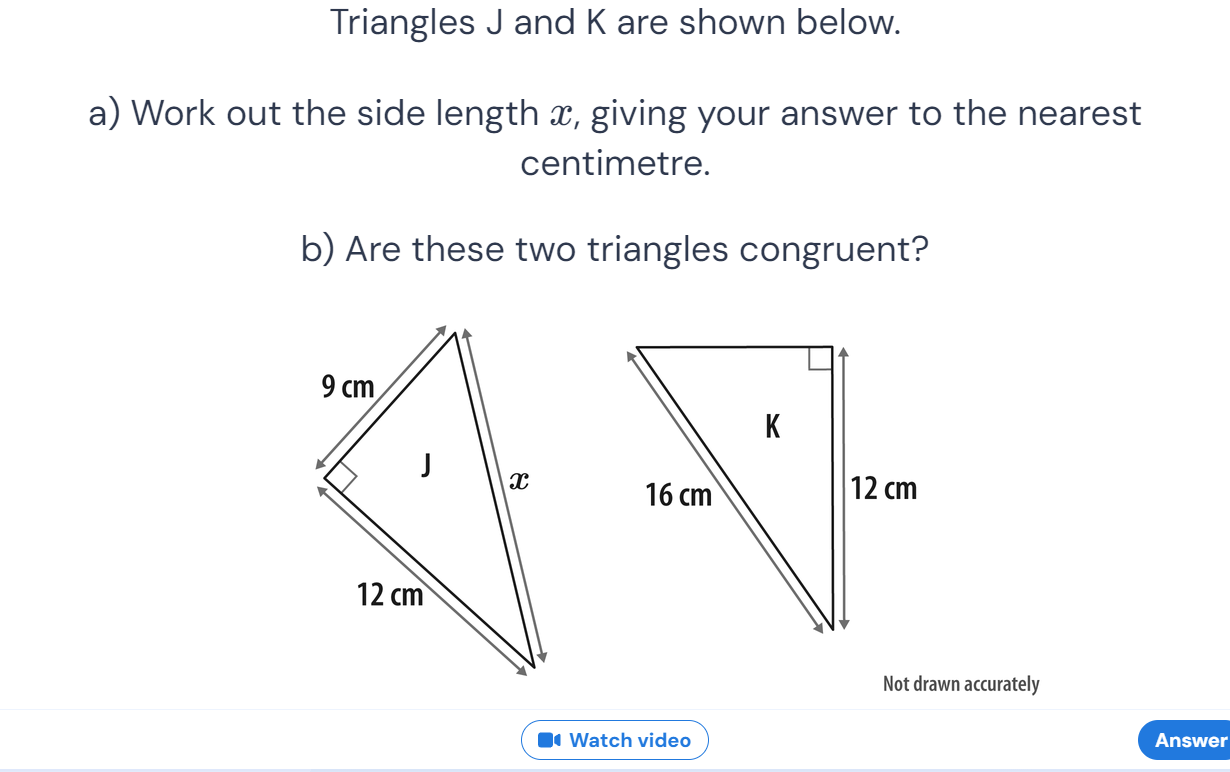 Triangles J and K are shown below.
a) Work out the side length x, giving your answer to the nearest
centimetre.
b) Are these two triangles congruent?
9 cm
J
x
12 cm
K
16 cm
12 cm
Not drawn accurately
Watch video
Answer